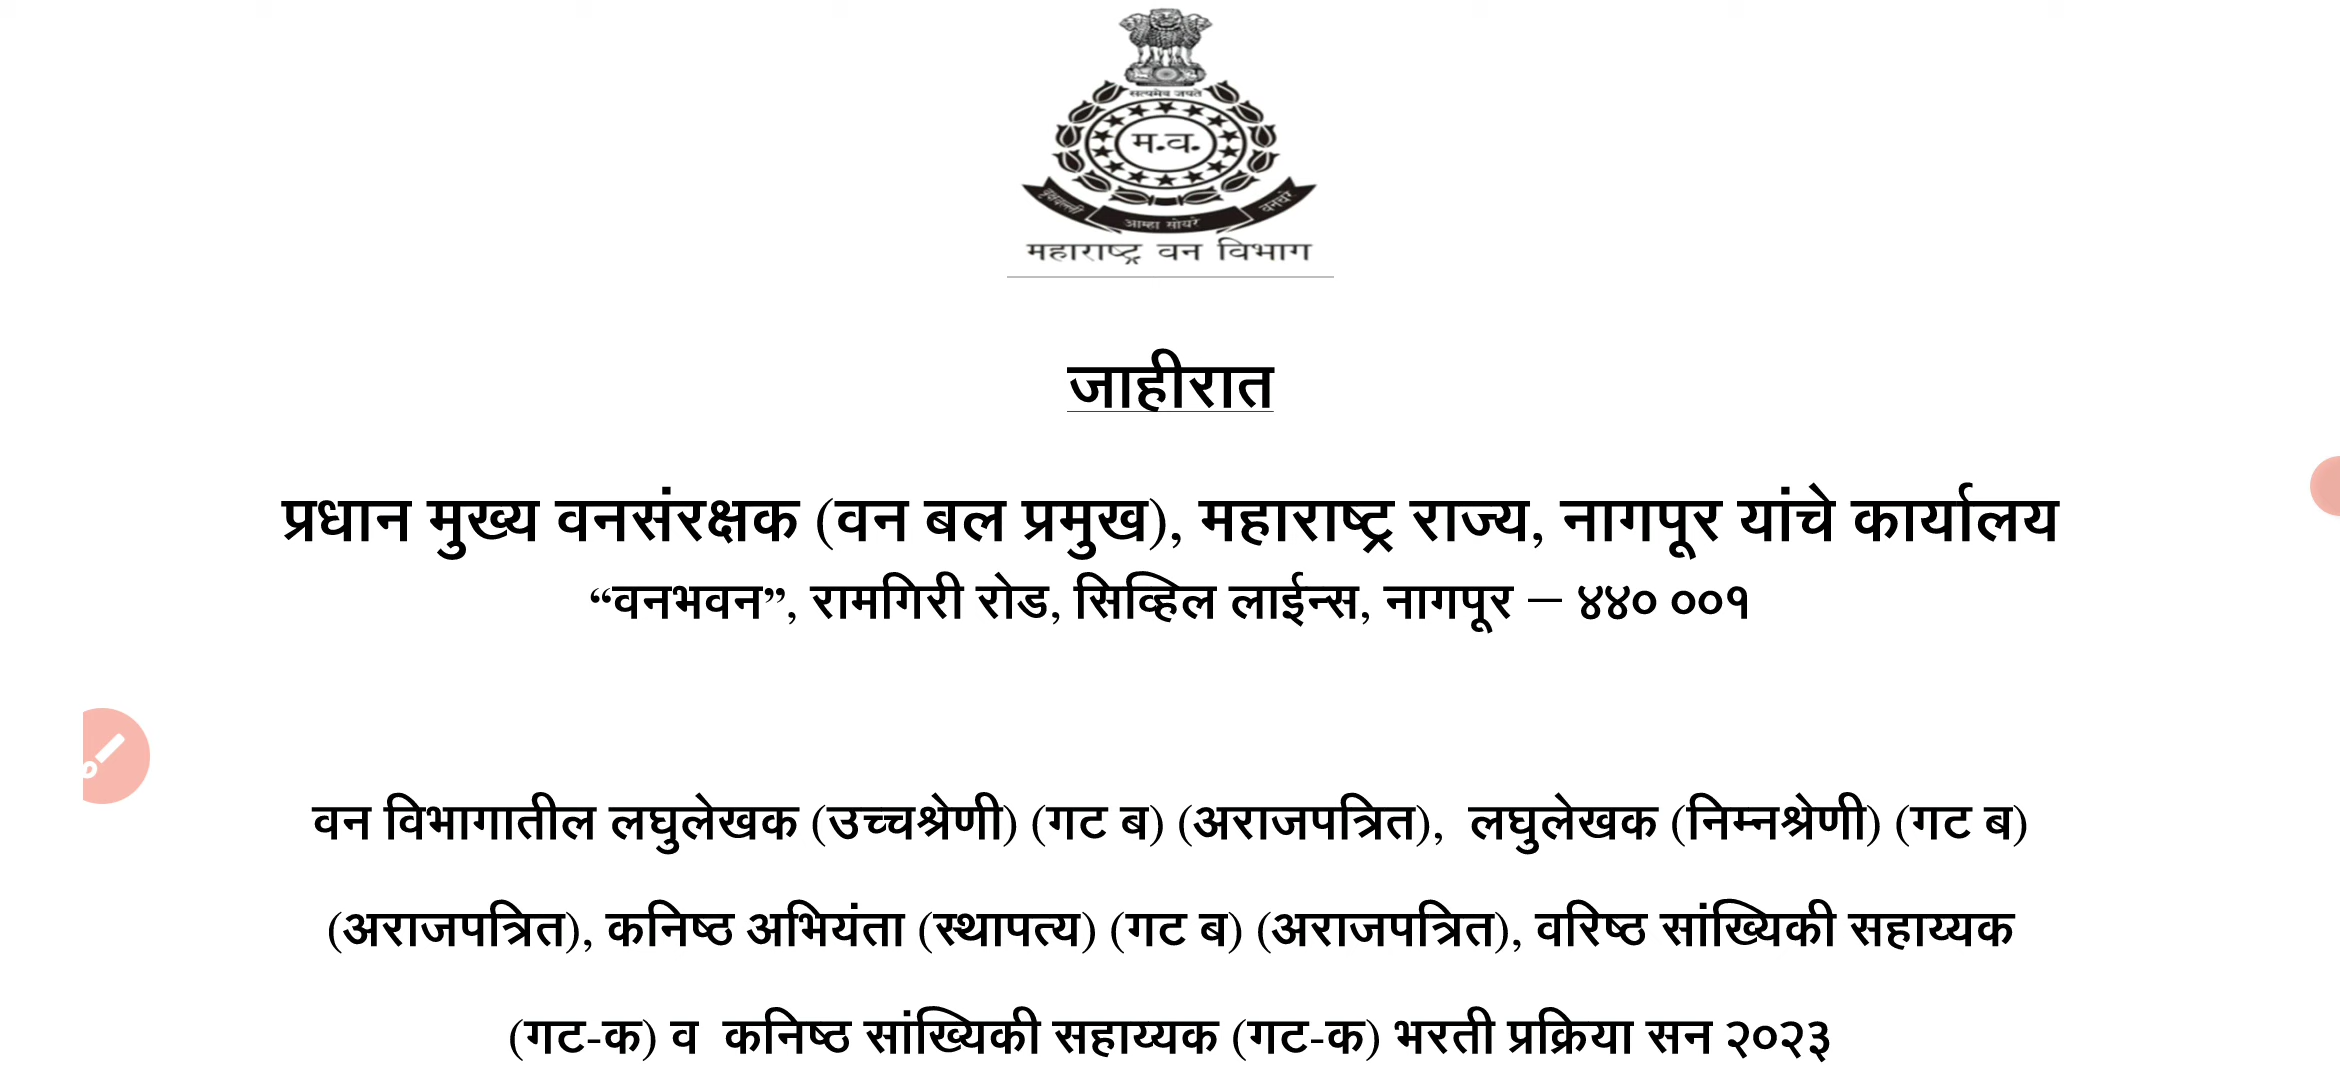 सत्यमेव जयते
म.व.
वृक्षवल्ली आम्हा सोयरे वनचरे
महाराष्ट्र वन विभाग
जाहीरात
प्रधान मुख्य वनसंरक्षक (वन बल प्रमुख), महाराष्ट्र राज्य, नागपूर यांचे कार्यालय
“वनभवन”, रामगिरी रोड, सिव्हिल लाईन्स, नागपूर – ४४० ००१
वन विभागातील लघुलेखक (उच्चश्रेणी) (गट ब) (अराजपत्रित), लघुलेखक (निम्नश्रेणी) (गट ब)
(अराजपत्रित), कनिष्ठ अभियंता (स्थापत्य) (गट ब) (अराजपत्रित), वरिष्ठ सांख्यिकी सहाय्यक
(गट-क) व कनिष्ठ सांख्यिकी सहाय्यक (गट-क) भरती प्रक्रिया सन २०२३